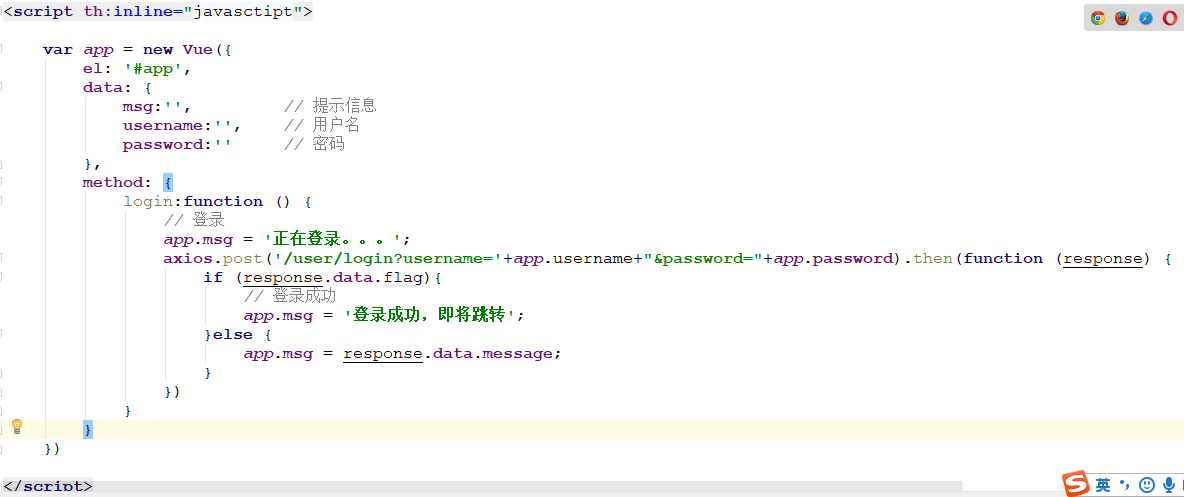 <script th:inline="javasctipt">
var app = new Vue({
el: '#app',
data: {
msg:'', // 提示信息
username:'', // 用户名
password:'' // 密码
},
method: {
login:function () {
// 登录
app.msg = '正在登录。。。';
axios.post('/user/login?username='+app.username+"&password="+app.password).then(function (response) {
if (response.data.flag){
// 登录成功
app.msg = '登录成功，即将跳转';
}else {
app.msg = response.data.message;
}
})
}
}
})
</script>
S 英